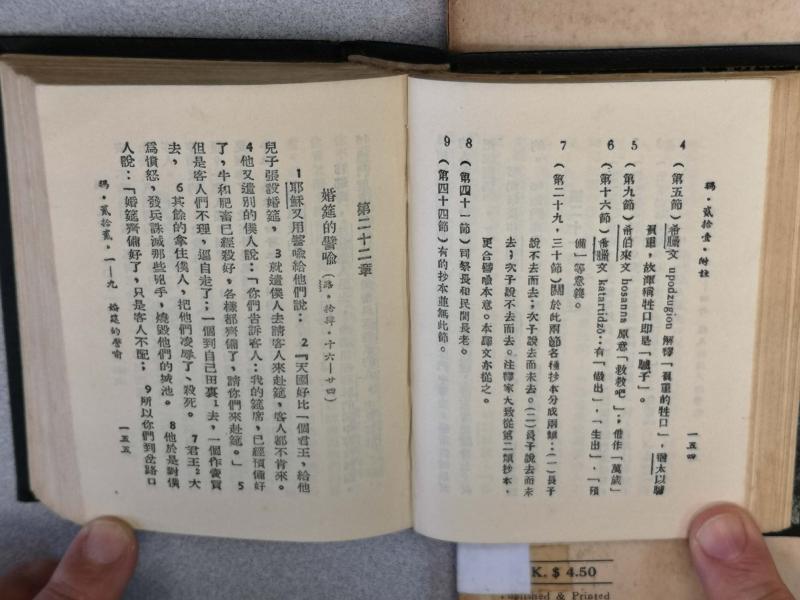 瑪·貳拾壹·附註
一五四
4（第五節）希臘文 upodzugion 解釋「負重的牲口」，猶太以驢
負重，故渾稱牲口即是「驢子」。
5（第九節）希伯來文 hosanna 原意「救救吧」；借作「萬歲」
6（第十六節）希臘文 katartidzō：有「做出」，「生出」，「預
備」等意義。
7（第二十九，三十節）關於此兩節各種抄本分成兩類：(一)長子
說不去而去；次子說去而未去。(二)長子說去而未
去；次子說不去而去。注釋家大致從第二類抄本，
更合譬喻本意。本譯文亦從之。
8（第四十一節）司祭長和民間長老。
9（第四十四節）有的抄本並無此節。
第二十二章
婚筵的譬喻（路，拾肆，十六—廿四）
1耶穌又用譬喻給他們說： 2『天國好比一個君王，給他
兒子張設婚筵， 3就遣僕人去請客人來赴筵，客人都不肯來。
4他又遣別的僕人說：「你們告訴客人：我的筵席，已經預備好
了，牛和肥畜已經殺好，各樣都齊備了，請你們來赴筵。」 5
但是客人們不理，逕自走了；一個到自己田裏1去，一個作賣買
去， 6其餘的拿住僕人，把他們凌辱了、殺死。 7君王2大
爲憤怒，發兵誅滅那些兇手，燒毀他們的城池。 8他於是對僕
人說：「婚筵齊備好了，只是客人不配； 9所以你們到岔路口
瑪·貳拾貳·一—九 婚筵的譬喻
一五五
K. $ 4.50
Published & Printed